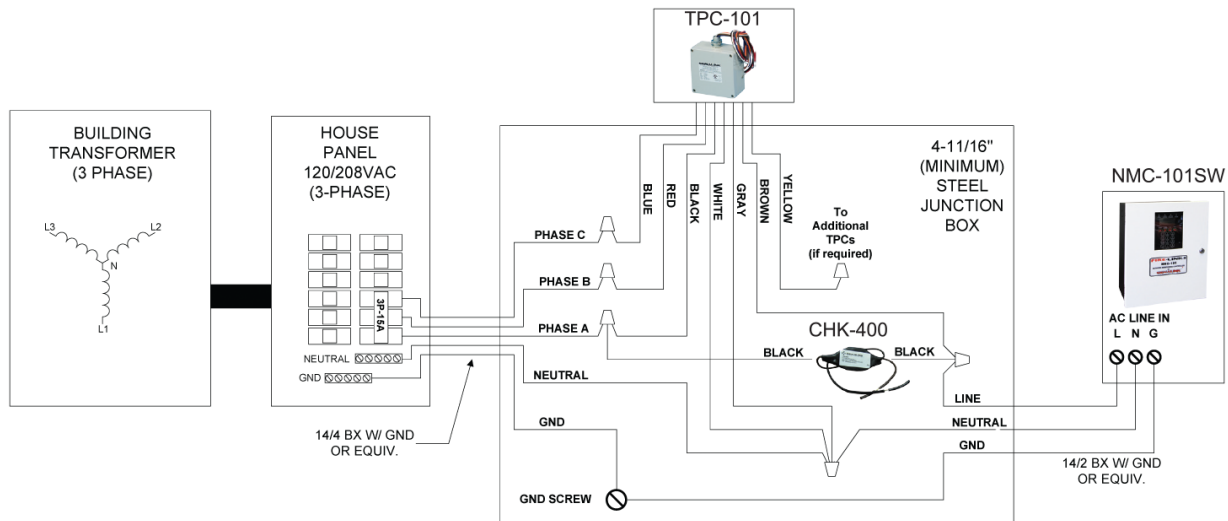 TPC-101
BUILDING
TRANSFORMER
(3 PHASE)
L3
L2
N
L1
HOUSE
PANEL
120/208VAC
(3-PHASE)
3P-15A
NEUTRAL
GND
14/4 BX W/ GND
OR EQUIV.
4-11/16"
(MINIMUM)
STEEL
JUNCTION
BOX
BLUE
RED
BLACK
WHITE
GRAY
BROWN
YELLOW
PHASE C
PHASE B
PHASE A
To
Additional
TPCs
(if required)
CHK-400
BLACK
BLACK
NEUTRAL
GND
GND SCREW
LINE
NEUTRAL
GND
NMC-101SW
AC LINE IN
L N G
14/2 BX W/ GND
OR EQUIV.